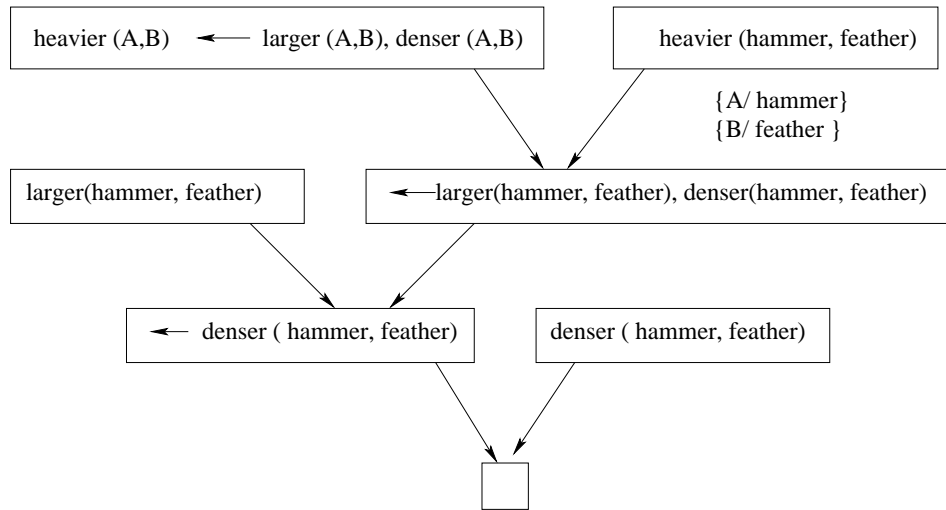 heavier (A,B) ← larger (A,B), denser (A,B)
heavier (hammer, feather)
{A/ hammer}
{B/ feather }
larger(hammer, feather)
←larger(hammer, feather), denser(hammer, feather)
← denser ( hammer, feather)
denser ( hammer, feather)